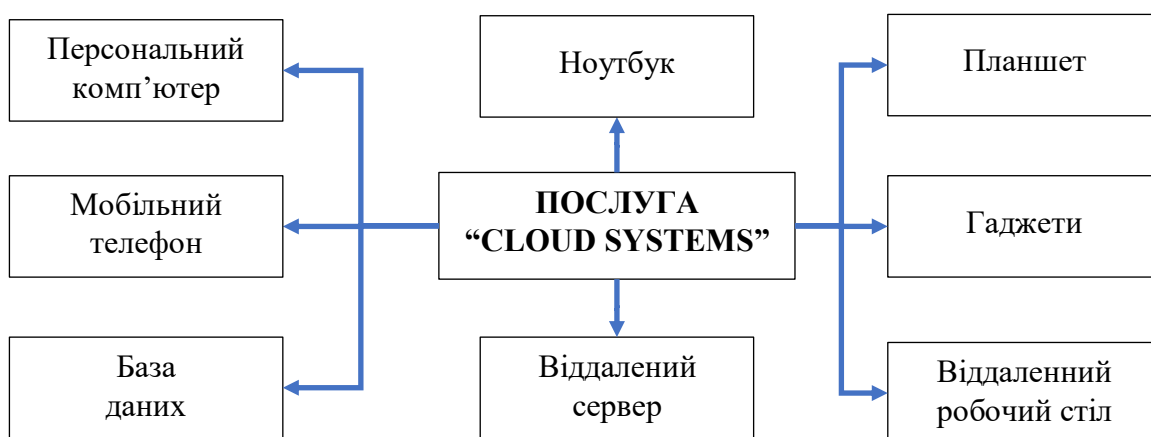 Персональний
комп’ютер
Ноутбук
Планшет
Мобільний
телефон
ПОСЛУГА
“CLOUD SYSTEMS”
Гаджети
База
даних
Віддалений
сервер
Віддаленний
робочий стіл